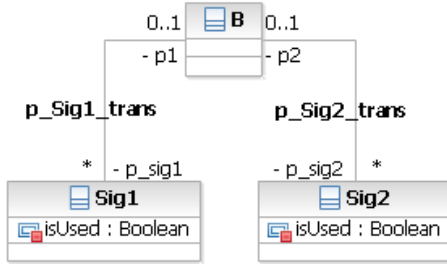 0..1 B 0..1
- p1 - p2
p_Sig1_trans p_Sig2_trans
* - p_sig1 - p_sig2 *
Sig1 Sig2
isUsed : Boolean isUsed : Boolean